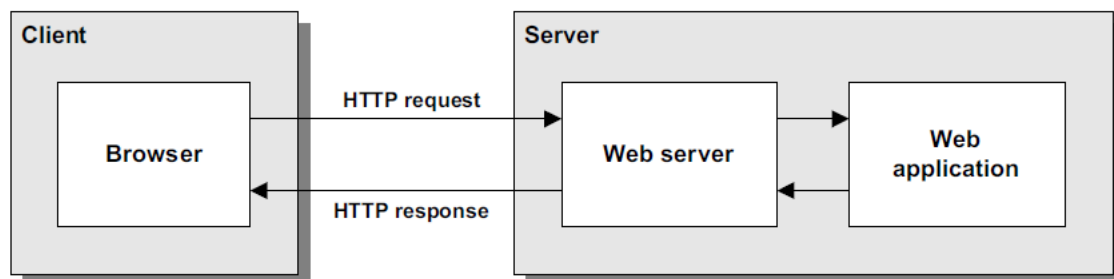 Client
Server
HTTP request
Browser
Web server
Web
application
HTTP response